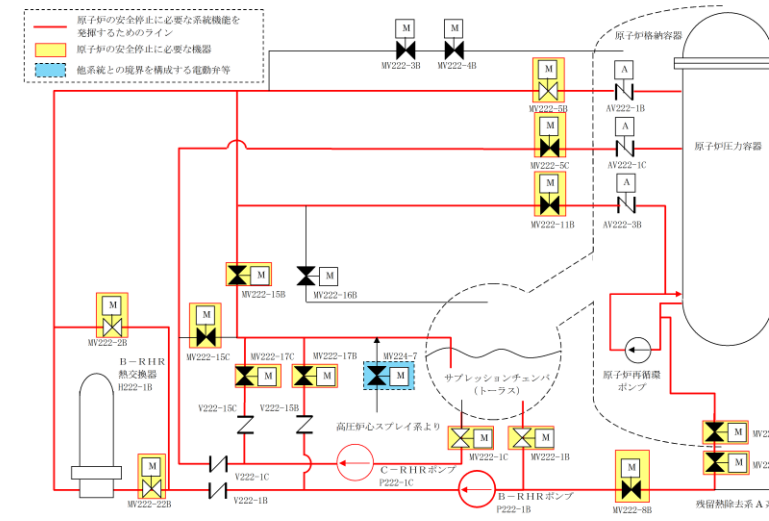 原子炉の安全停止に必要な系統機能を
発揮するためのライン
原子炉の安全停止に必要な機器
他系統との境界を構成する電動弁等
M
M
MV222-3B
MV222-4B
原子炉格納容器
M
MV222-5B
A
AV222-1B
M
MV222-5C
A
AV222-1C
原子炉圧力容器
M
MV222-11B
A
AV222-3B
M
MV222-15B
M
MV222-16B
M
MV222-2B
M
MV222-15C
MV222-17C
M
MV222-17B
M
MV224-7
M
B-RHR
熱交換器
H222-1B
サプレッションチェンバ
(トーラス)
原子炉再循環
ポンプ
V222-15C
V222-15B
高圧炉心スプレイ系より
M
MV222-1C
M
MV222-1B
M
MV22
M
MV22
V222-1C
C-RHRポンプ
P222-1C
M
MV222-22B
V222-1B
B-RHRポンプ
P222-1B
M
MV222-8B
残留熱除去系A系